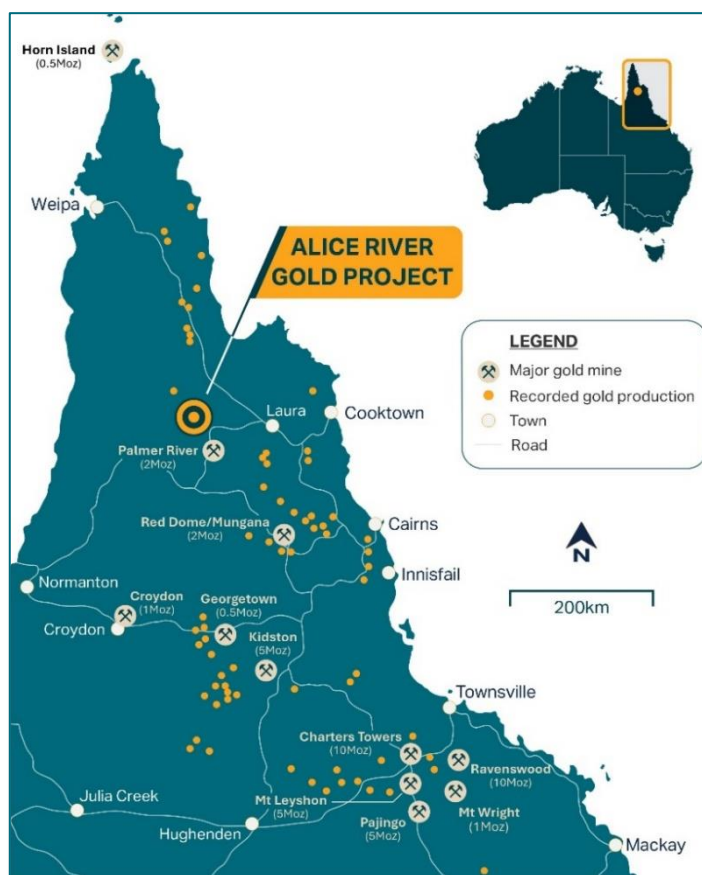 Horn Island
(0.5Moz)
Weipa
ALICE RIVER
GOLD PROJECT
LEGEND
Major gold mine
Recorded gold production
Town
Road
Laura
Cooktown
Palmer River
(2Moz)
Red Dome/Mungana
(2Moz)
Cairns
N
Innisfail
Normanton
200km
Croydon
(1Moz)
Georgetown
(0.5Moz)
Croydon
Kidston
(5Moz)
Townsville
Charters Towers
(10Moz)
Ravenswood
(10Moz)
Mt Leyshon
(5Moz)
Mt Wright
(1Moz)
Pajingo
(5Moz)
Julia Creek
Hughenden
Mackay